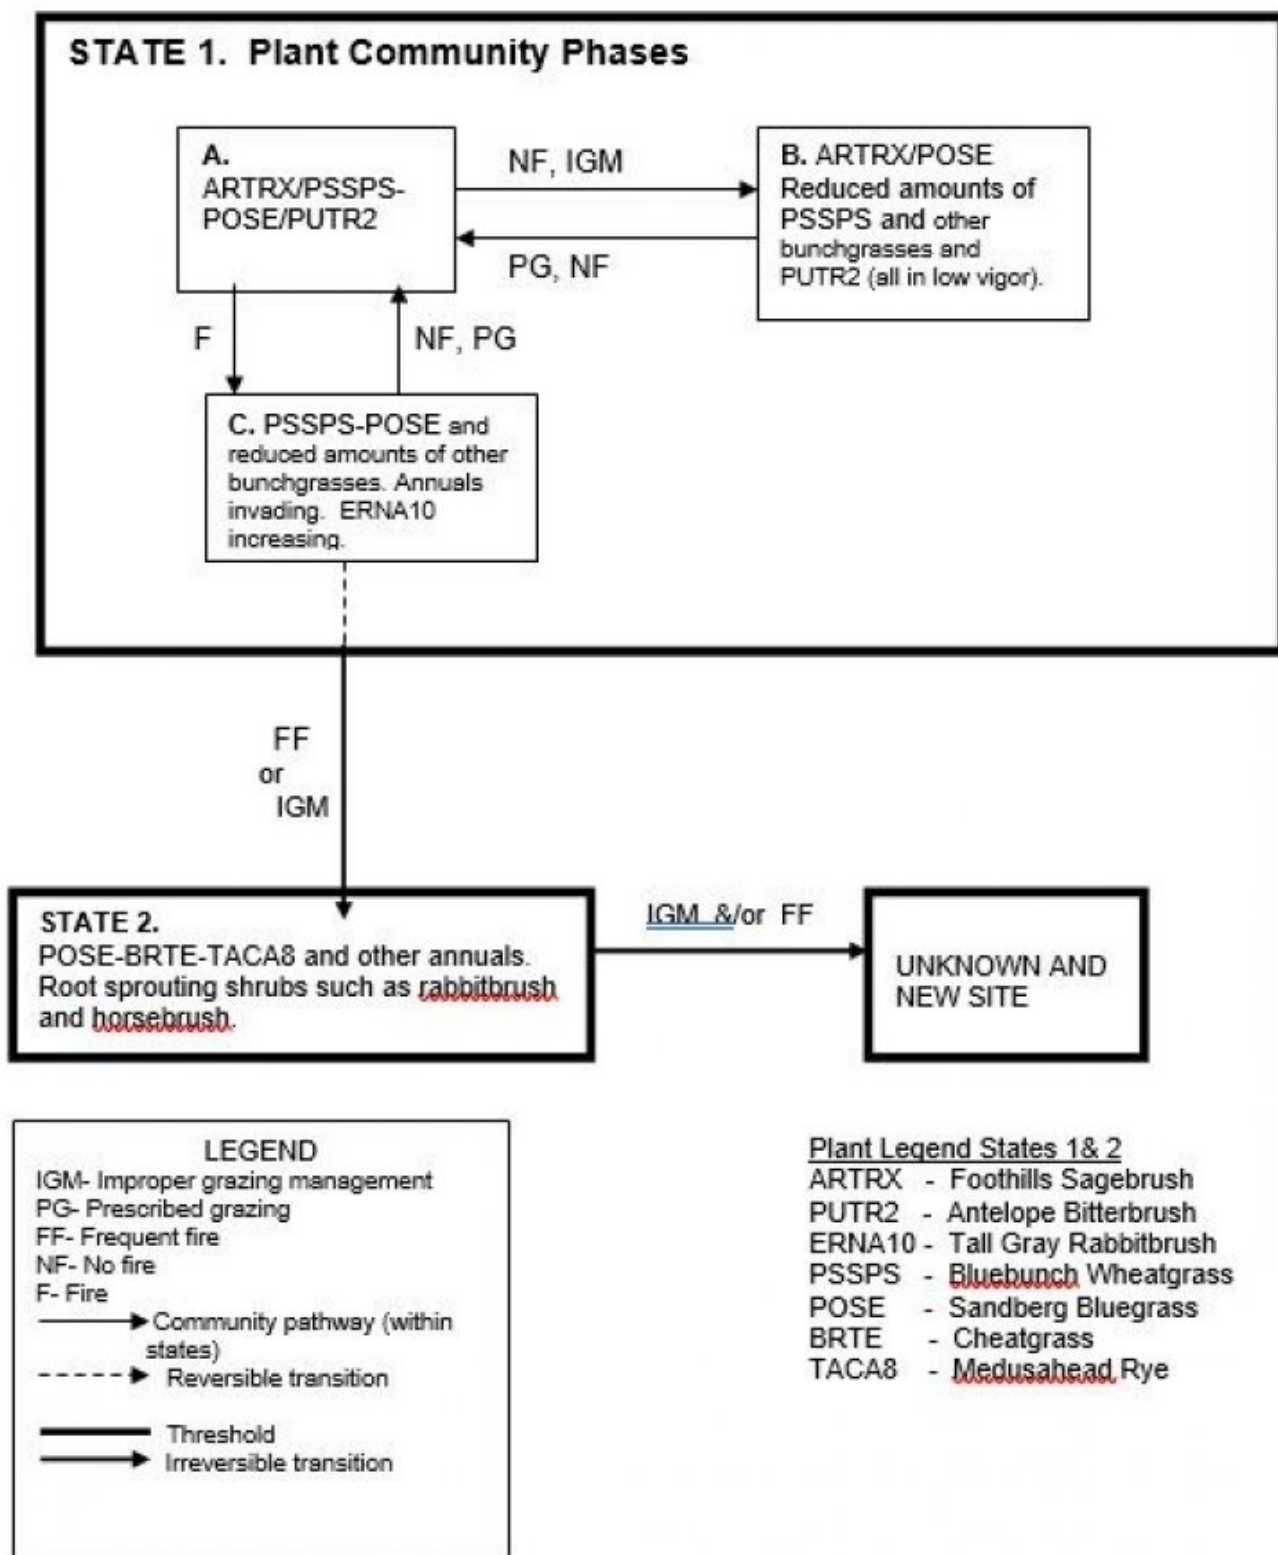 STATE 1. Plant Community Phases
A.
ARTRX/PSSPS-
POSE/PUTR2
NF, IGM
PG, NF
B. ARTRX/POSE
Reduced amounts of
PSSPS and other
bunchgrasses and
PUTR2 (all in low vigor).
F
NF, PG
C. PSSPS-POSE and
reduced amounts of other
bunchgrasses. Annuals
invading. ERNA10
increasing.
FF
or
IGM
STATE 2.
POSE-BRTE-TACA8 and other annuals.
Root sprouting shrubs such as rabbitbrush
and horsebrush.
IGM &/or FF
UNKNOWN AND
NEW SITE
LEGEND
IGM- Improper grazing management
PG- Prescribed grazing
FF- Frequent fire
NF- No fire
F- Fire
Community pathway (within
states)
Reversible transition
Threshold
Irreversible transition
Plant Legend States 1& 2
ARTRX - Foothills Sagebrush
PUTR2 - Antelope Bitterbrush
ERNA10 - Tall Gray Rabbitbrush
PSSPS - Bluebunch Wheatgrass
POSE - Sandberg Bluegrass
BRTE - Cheatgrass
TACA8 - Medusahead Rye